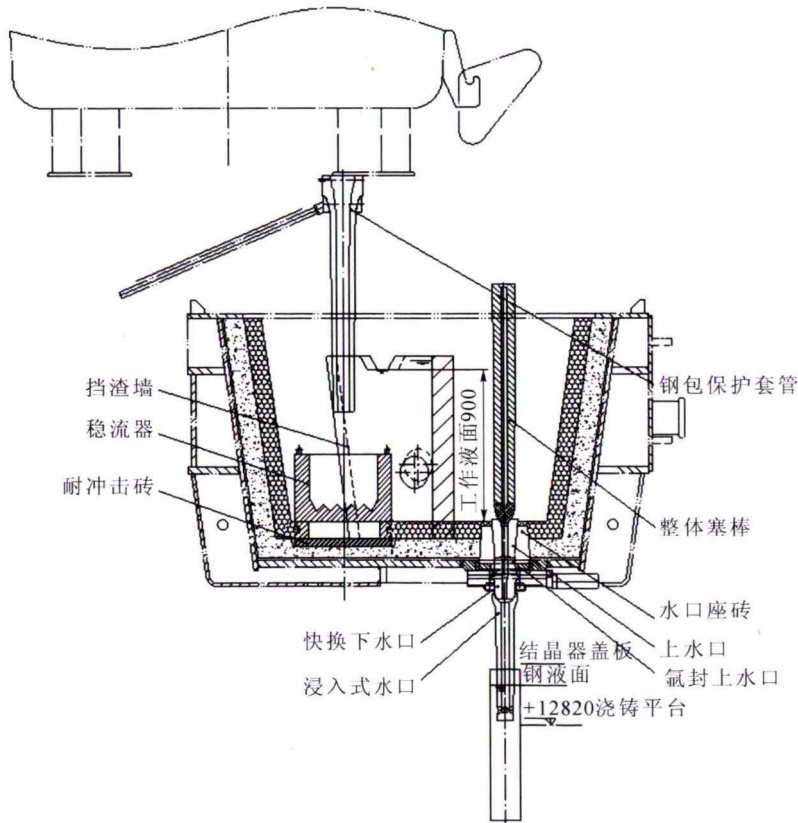 挡渣墙
稳流器
耐冲击砖
工作液面900
钢包保护套管
整体塞棒
水口座砖
上水口
氩封上水口
快换下水口
浸入式水口
结晶器盖板
钢液面
+12820浇铸平台